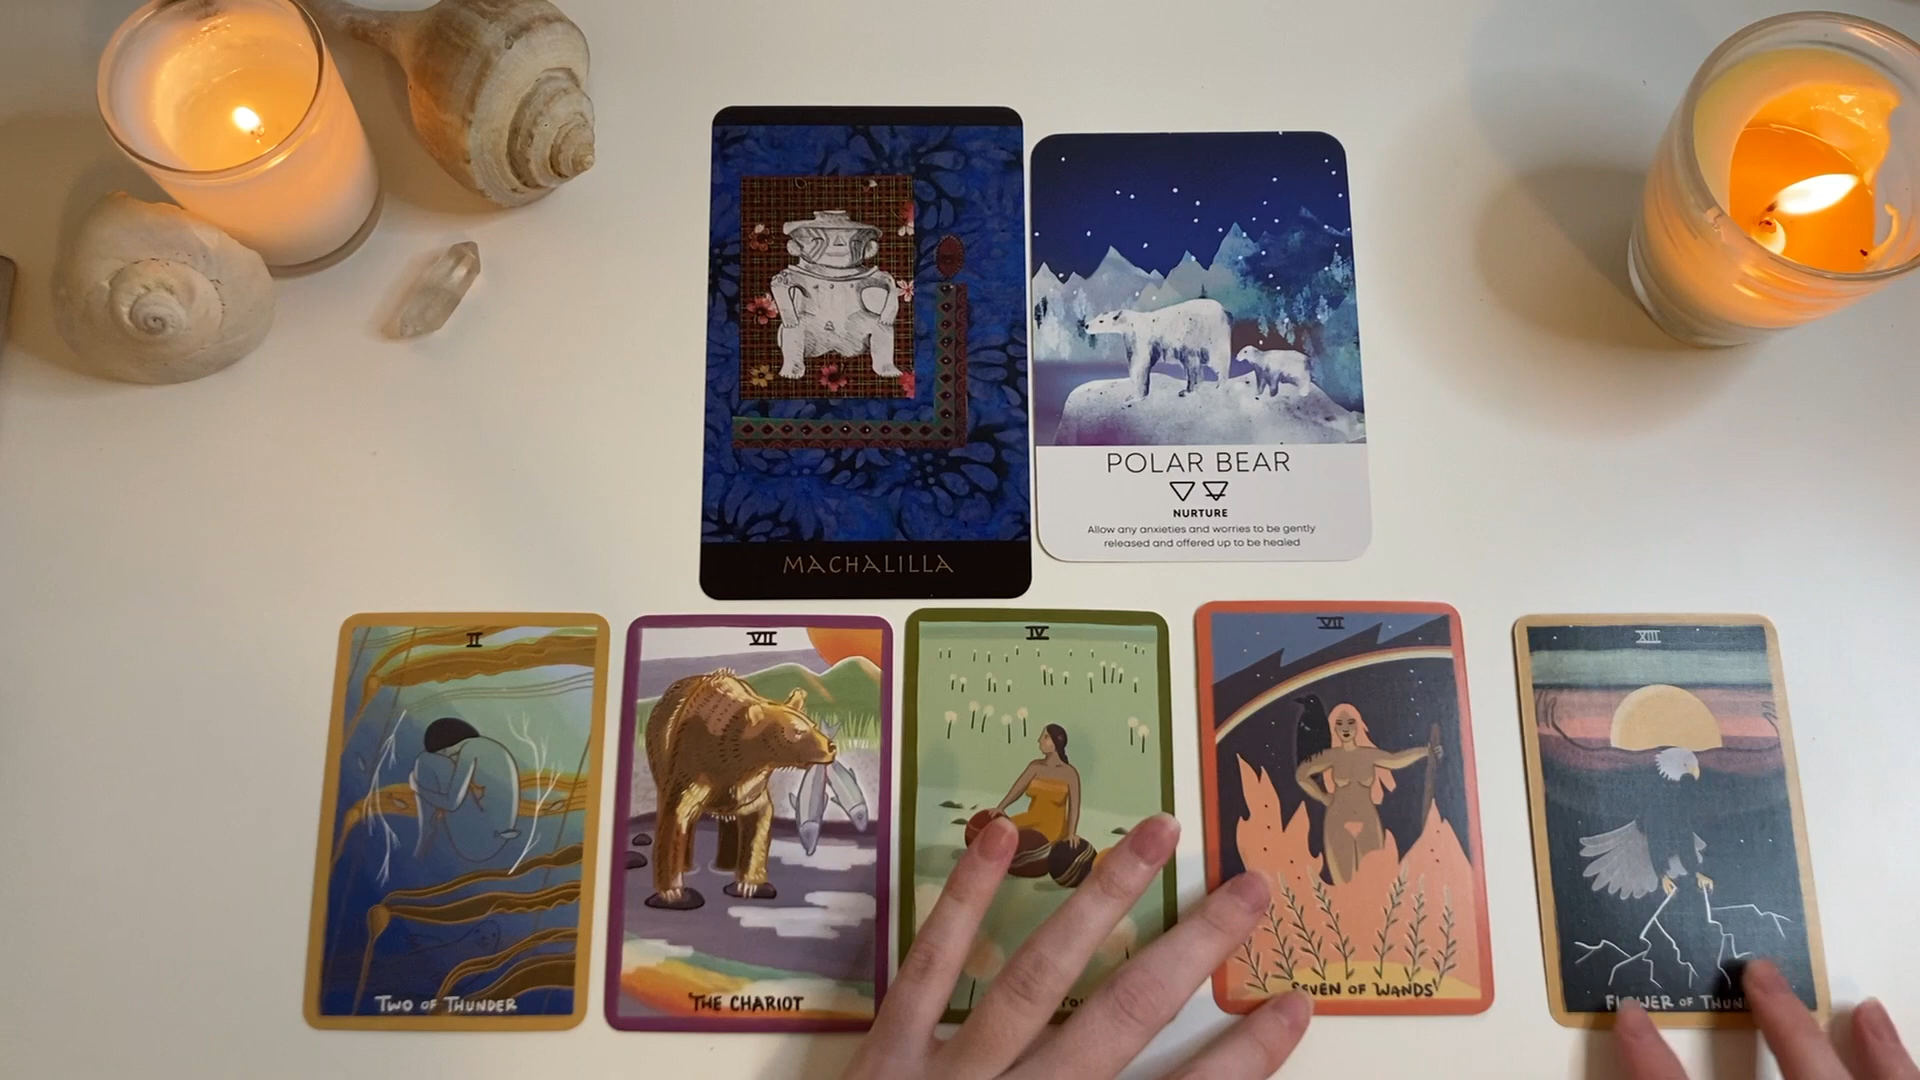 MACHALILLA
POLAR BEAR
NURTURE
Allow any anxieties and worries to be gently
released and offered up to be healed
II
TWO OF THUNDER
VII
THE CHARIOT
IV
VII
SEVEN OF WANDS
XIII
OF